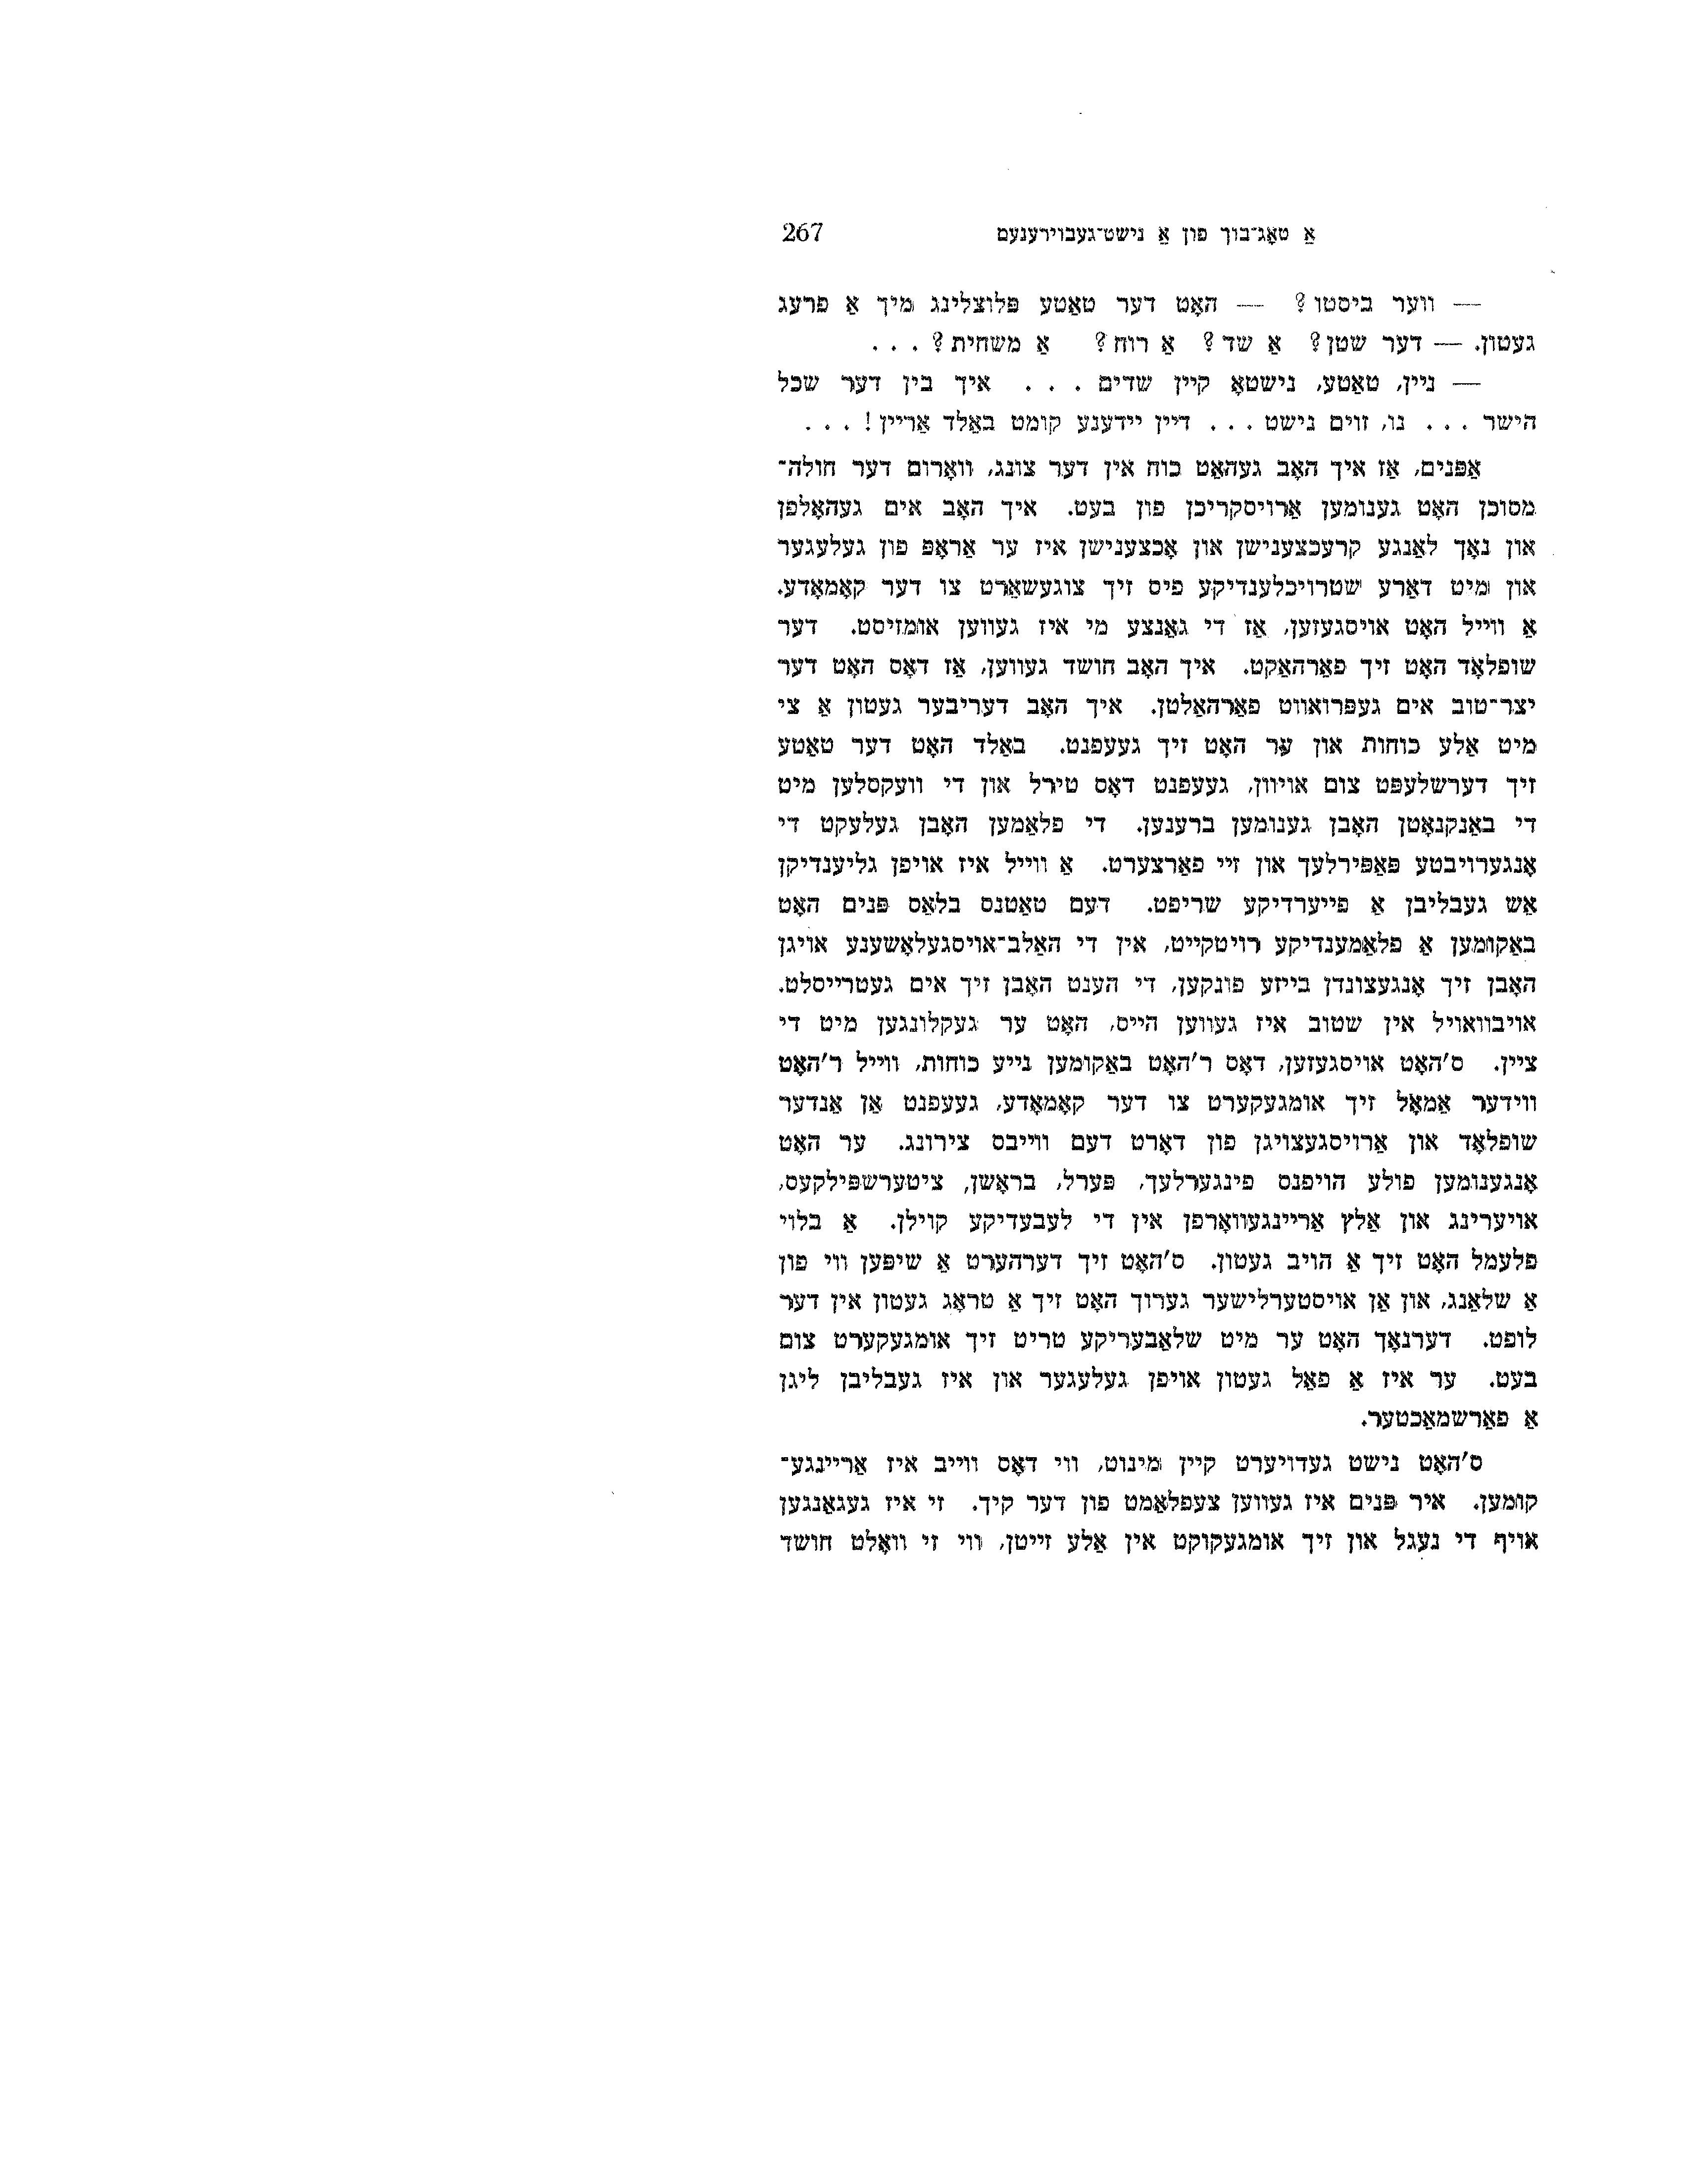 אַ טאָג־בוך פון אַ נישט־געבוירענעם 267
— ווער ביסטו? — האָט דער טאַטע פּלוצלינג מיך אַ פרעג
געטון. — דער שטן? אַ שד? אַ רוח? אַ משחית? . . .
— ניין, טאַטע, נישטאָ קיין שדים . . . איך בין דער שכל
הישר . . . נו, זוים נישט . . . דיין יידענע קומט באַלד אַריין! . . .
אַפּנים, אַז איך האָב געהאַט כוח אין דער צונג, וואָרום דער חולה־
מסוכן האָט גענומען אַרויסקריכן פון בעט. איך האָב אים געהאָלפן
און נאָך לאַנגע קרעכצענישן און אָכצענישן איז ער אַראָפּ פון געלעגער
און מיט דאַרע שטרויכלענדיקע פיס זיך צוגעשאַרט צו דער קאָמאָדע.
אַ ווייל האָט אויסגעזען, אַז די גאַנצע מי איז געווען אומזיסט. דער
שופלאָד האָט זיך פאַרהאַקט. איך האָב חושד געווען, אַז דאָס האָט דער
יצר־טוב אים געפּרואווט פאַרהאַלטן. איך האָב דעריבער געטון אַ צי
מיט אַלע כוחות און ער האָט זיך געעפנט. באַלד האָט דער טאַטע
זיך דערשלעפּט צום אויוון, געעפנט דאָס טירל און די וועקסלען מיט
די באַנקנאָטן האָבן גענומען ברענען. די פלאַמען האָבן געלעקט די
אָנגערויבטע פּאַפּירלעך און זיי פאַרצערט. אַ ווייל איז אויפן גליענדיקן
אַש געבליבן אַ פייערדיקע שריפט. דעם טאַטנס בלאַס פּנים האָט
באַקומען אַ פלאַמענדיקע רויטקייט, אין די האַלב־אויסגעלאָשענע אויגן
האָבן זיך אָנגעצונדן בייזע פונקען, די הענט האָבן זיך אים געטרייסלט.
אויבוואויל אין שטוב איז געווען הייס, האָט ער געקלונגען מיט די
ציין. ס'האָט אויסגעזען, דאָס ר'האָט באַקומען נייע כוחות, ווייל ר'האָט
ווידער אַמאָל זיך אומגעקערט צו דער קאָמאָדע, געעפנט אַן אַנדער
שופלאָד און אַרויסגעצויגן פון דאָרט דעם ווייבס צירונג. ער האָט
אָנגענומען פולע הויפנס פינגערלעך, פּערל, בראָשן, ציטערשפּילקעס,
אויערינג און אַלץ אַריינגעוואָרפן אין די לעבעדיקע קוילן. אַ בלוי
פלעמל האָט זיך אַ הויב געטון. ס'האָט זיך דערהערט אַ שיפּען ווי פון
אַ שלאַנג, און אַן אויסטערלישער גערוך האָט זיך אַ טראָג געטון אין דער
לופט. דערנאָך האָט ער מיט שלאַבעריקע טריט זיך אומגעקערט צום
בעט. ער איז אַ פאַל געטון אויפן געלעגער און איז געבליבן ליגן
אַ פאַרשמאַכטער.
ס'האָט נישט געדויערט קיין מינוט, ווי דאָס ווייב איז אַריינגע־
קומען. איר פּנים איז געווען צעפלאַמט פון דער קיך. זי איז געגאַנגען
אויף די נעגל און זיך אומגעקוקט אין אַלע זייטן, ווי זי וואָלט חושד